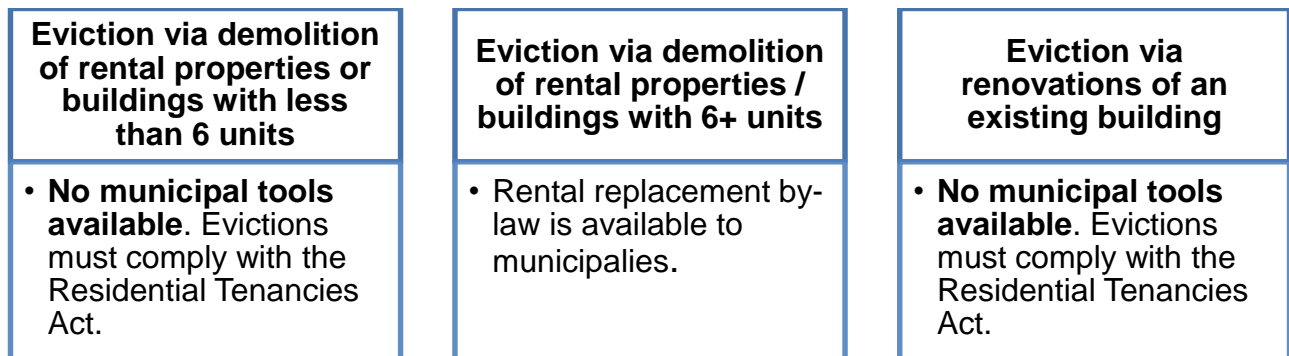 Eviction via demolition
of rental properties or
buildings with less
than 6 units
• No municipal tools
available. Evictions
must comply with the
Residential Tenancies
Act.
Eviction via demolition
of rental properties /
buildings with 6+ units
• Rental replacement by-
law is available to
municipalies.
Eviction via
renovations of an
existing building
• No municipal tools
available. Evictions
must comply with the
Residential Tenancies
Act.